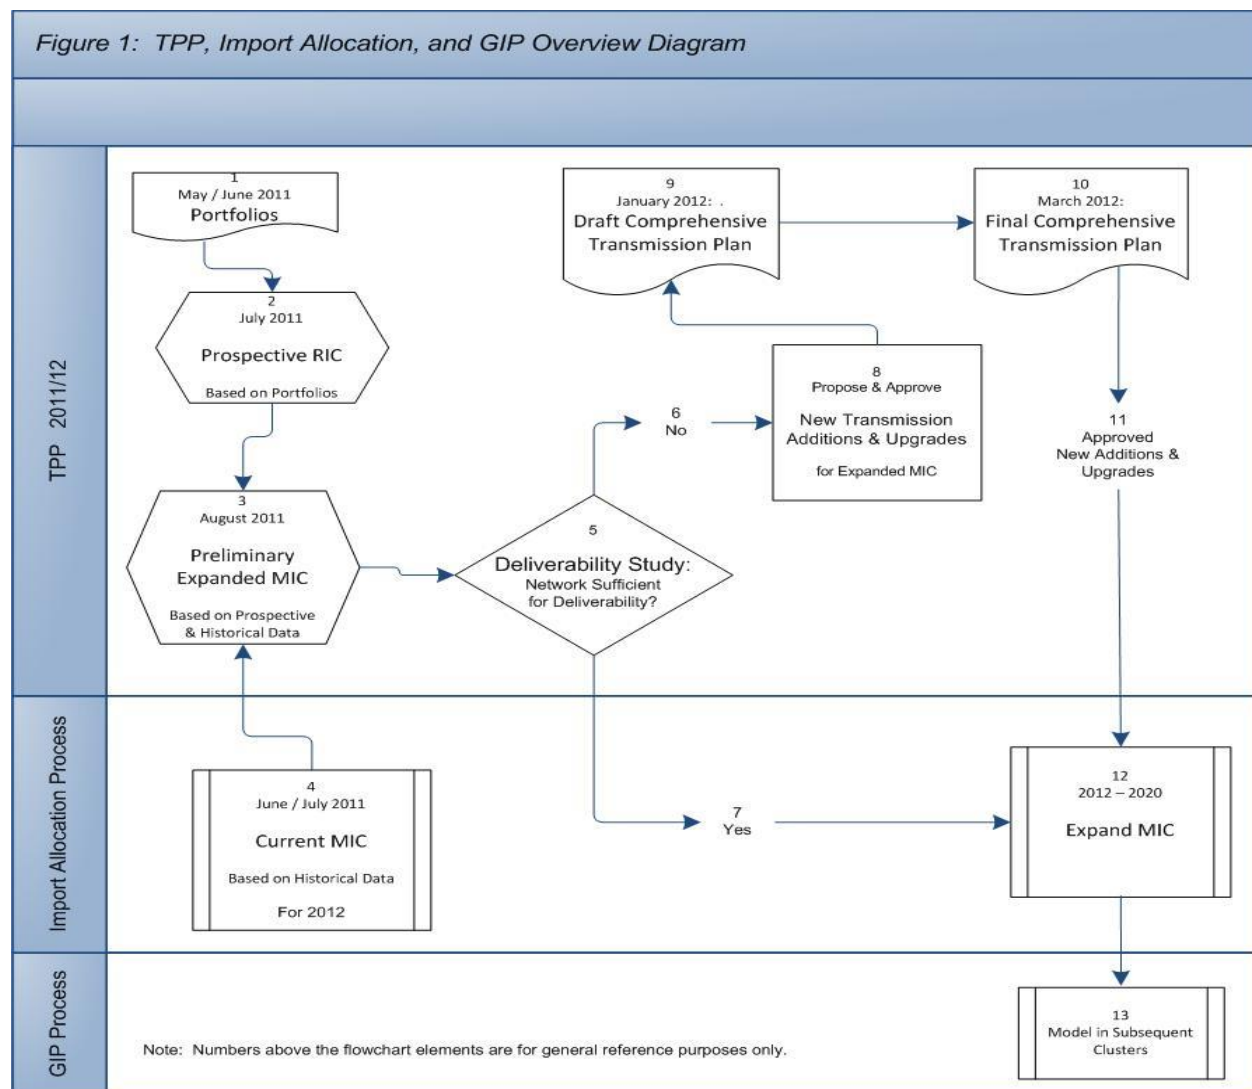 Figure 1: TPP, Import Allocation, and GIP Overview Diagram
TPP 2011/12
1
May / June 2011
Portfolios
2
July 2011
Prospective RIC
Based on Portfolios
3
August 2011
Preliminary
Expanded MIC
Based on Prospective
& Historical Data
5
Deliverability Study:
Network Sufficient
for Deliverability?
6
No
8
Propose & Approve
New Transmission
Additions & Upgrades
for Expanded MIC
9
January 2012: .
Draft Comprehensive
Transmission Plan
10
March 2012:
Final Comprehensive
Transmission Plan
11
Approved
New Additions &
Upgrades
Import Allocation Process
4
June / July 2011
Current MIC
Based on Historical Data
For 2012
7
Yes
12
2012 – 2020
Expand MIC
GIP Process
13
Model in Subsequent
Clusters
Note: Numbers above the flowchart elements are for general reference purposes only.